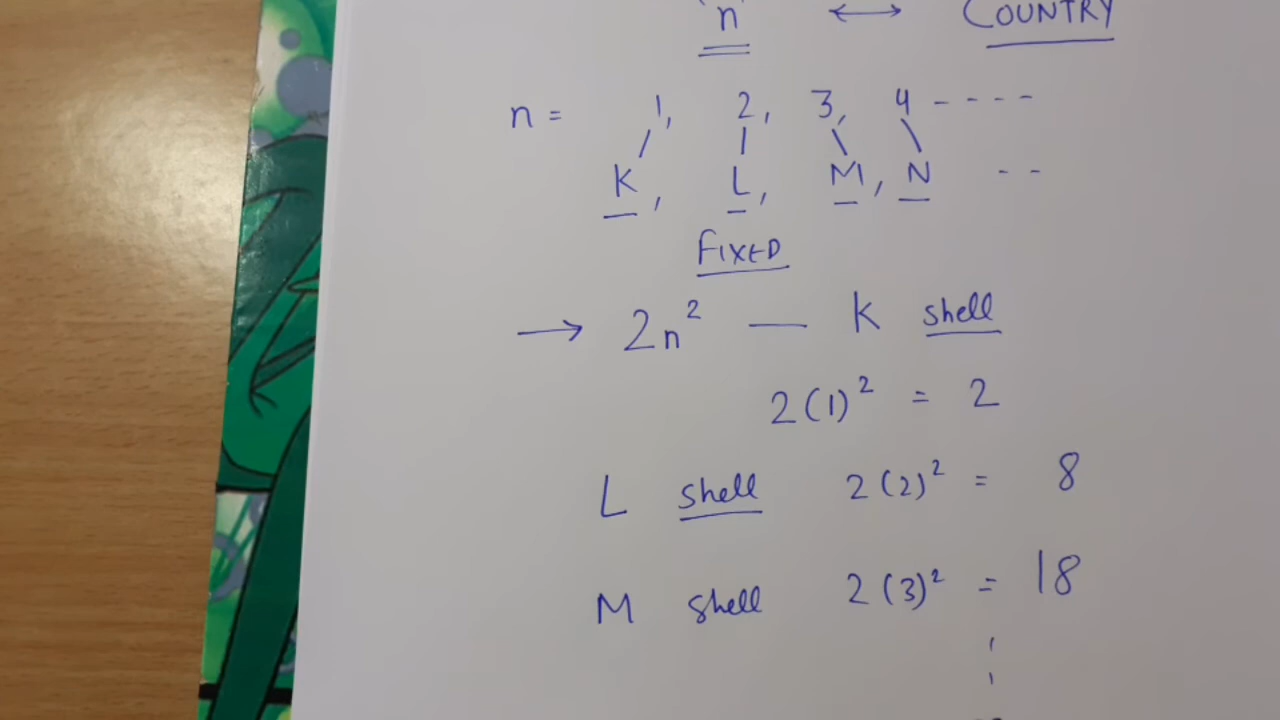 'n' ↔ COUNTRY
n = 1, 2, 3, 4 - - - -
K, L, M, N - -
FIXED
→ 2n² — K shell
2(1)² = 2
L shell 2(2)² = 8
M shell 2(3)² = 18